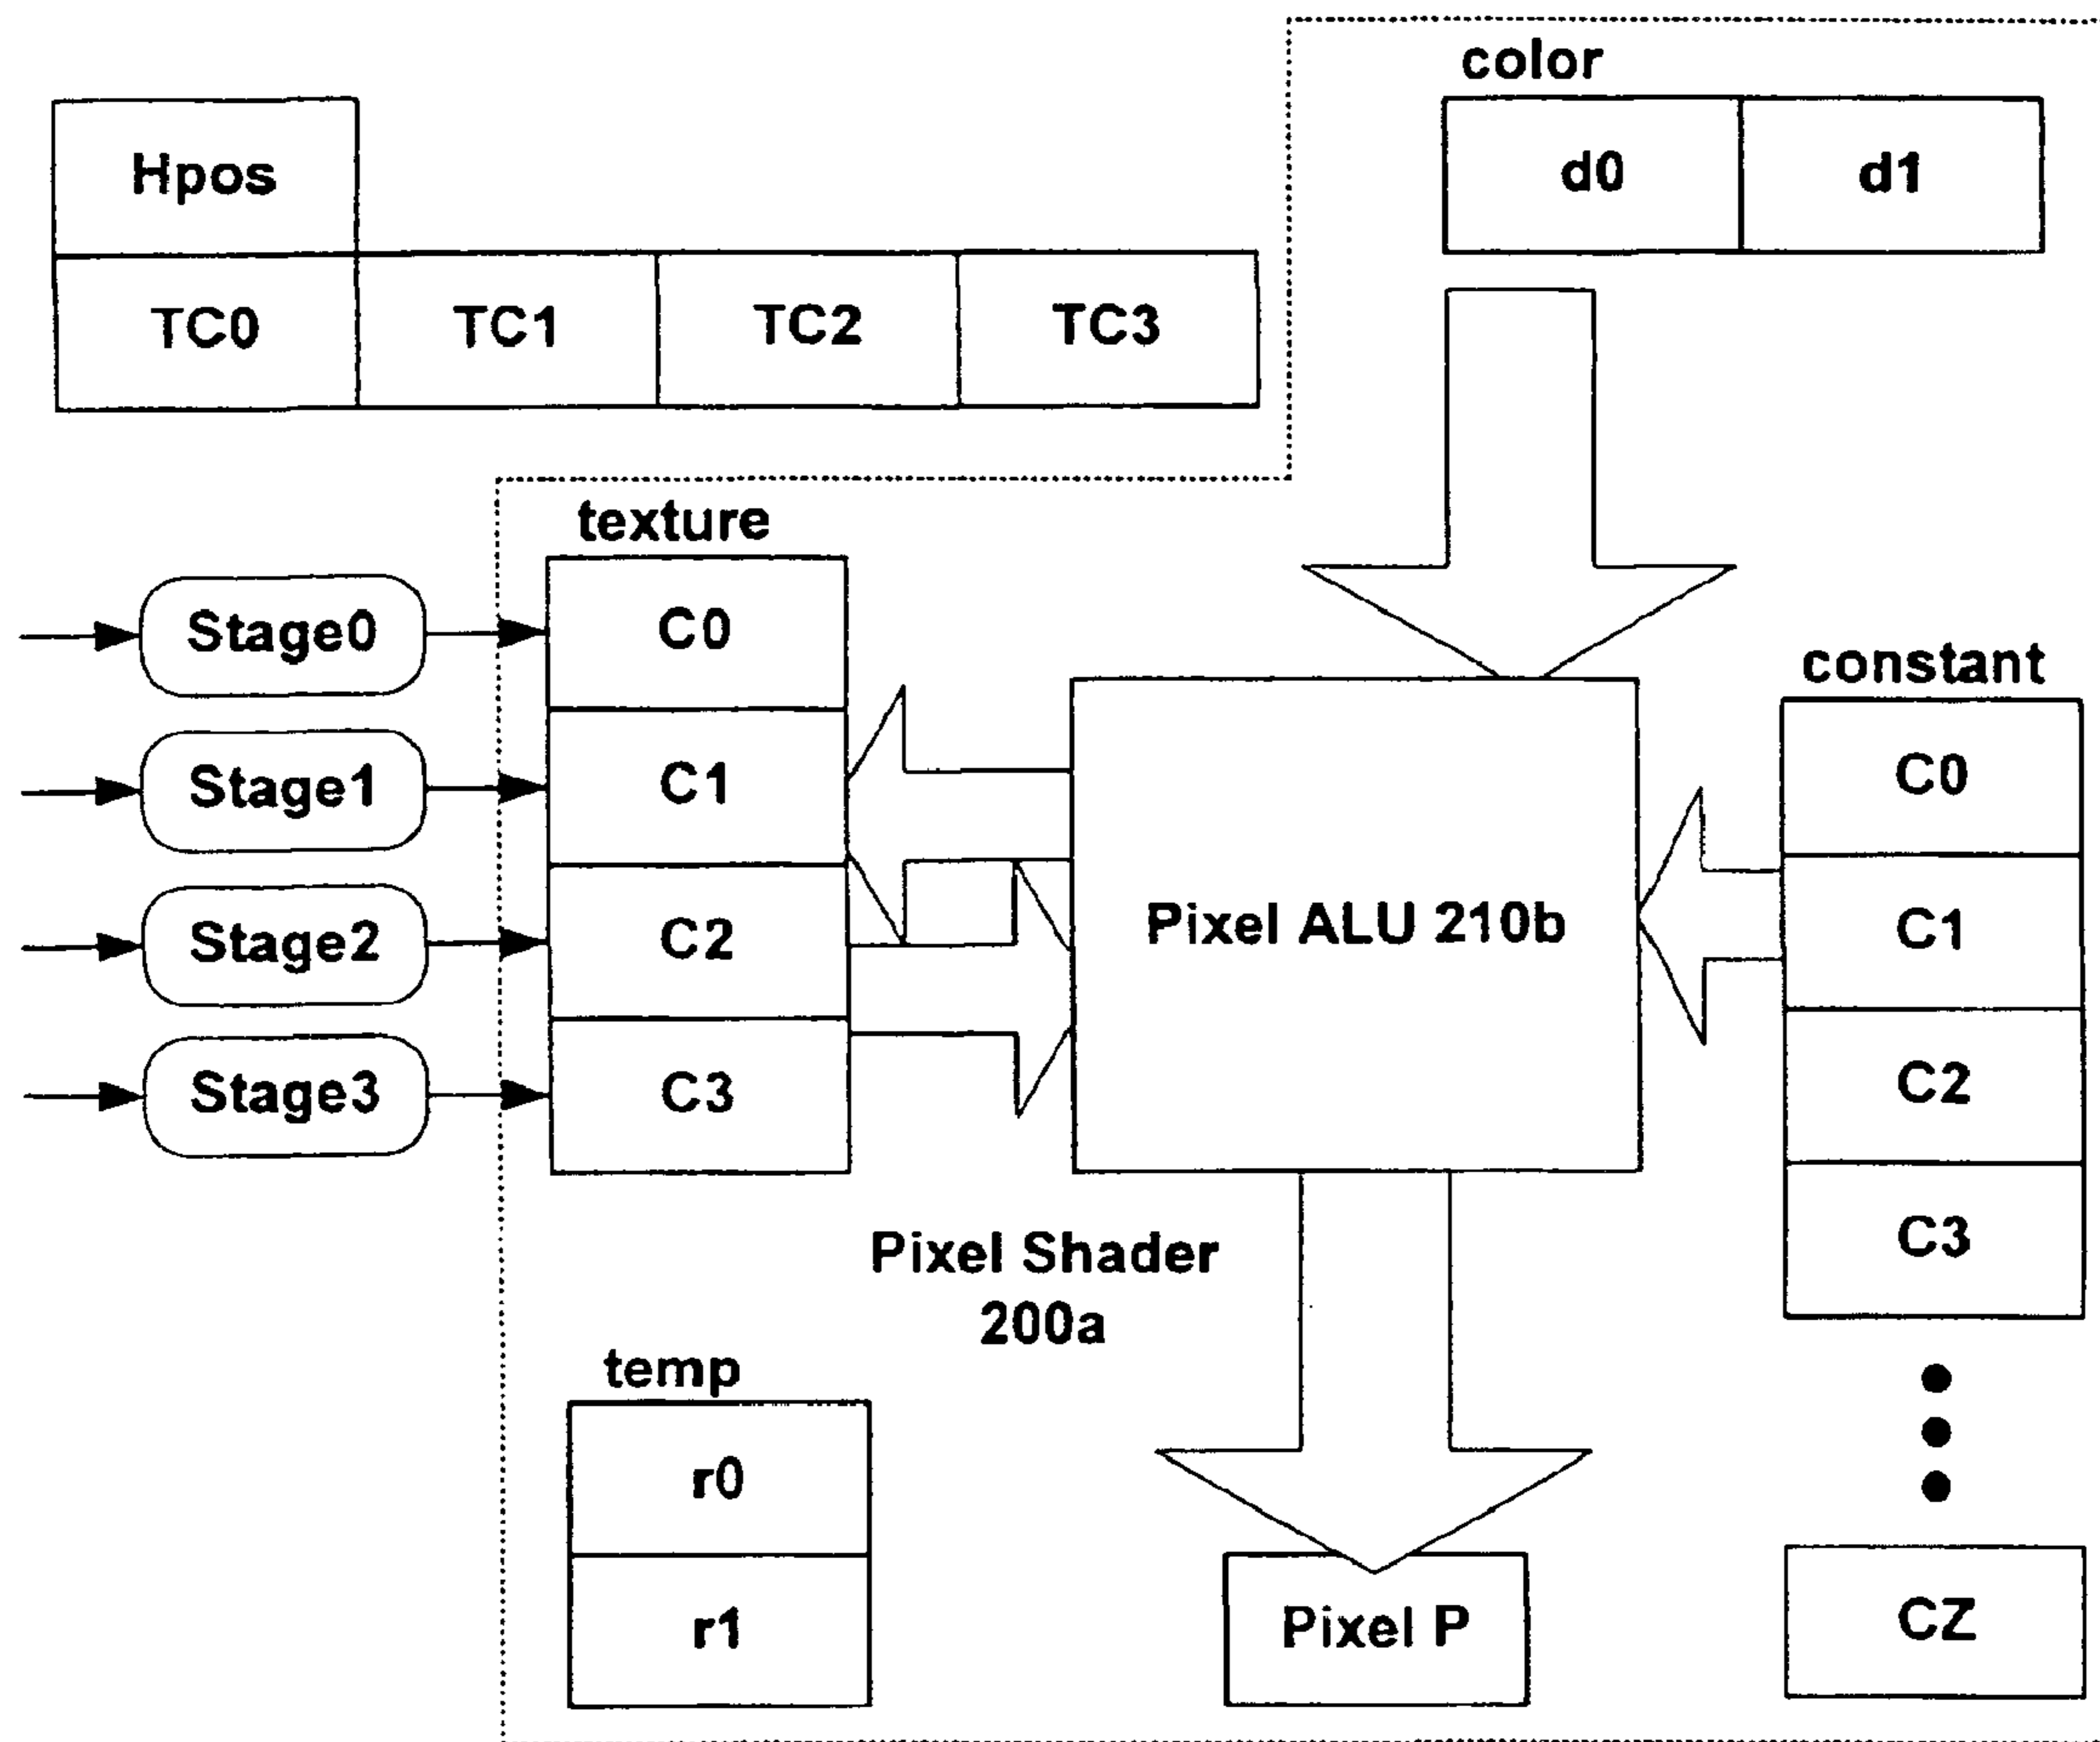 color
d0 d1
Hpos
TC0 TC1 TC2 TC3
texture
Stage0 C0
Stage1 C1
Stage2 C2
Stage3 C3
Pixel ALU 210b
constant
C0
C1
C2
C3
CZ
Pixel Shader
200a
temp
r0
r1
Pixel P